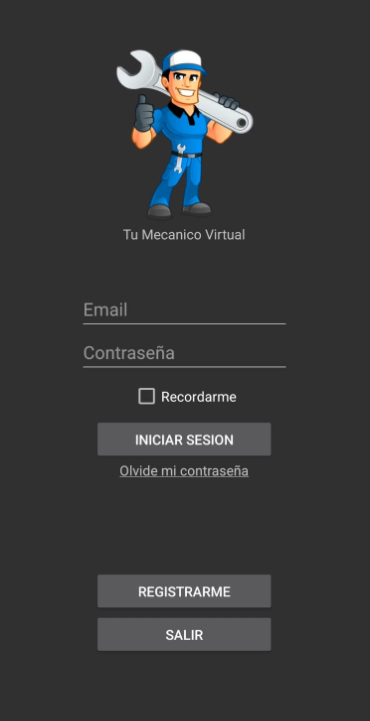 Tu Mecanico Virtual
Email
Contraseña
Recordarme
INICIAR SESION
Olvide mi contraseña
REGISTRARME
SALIR